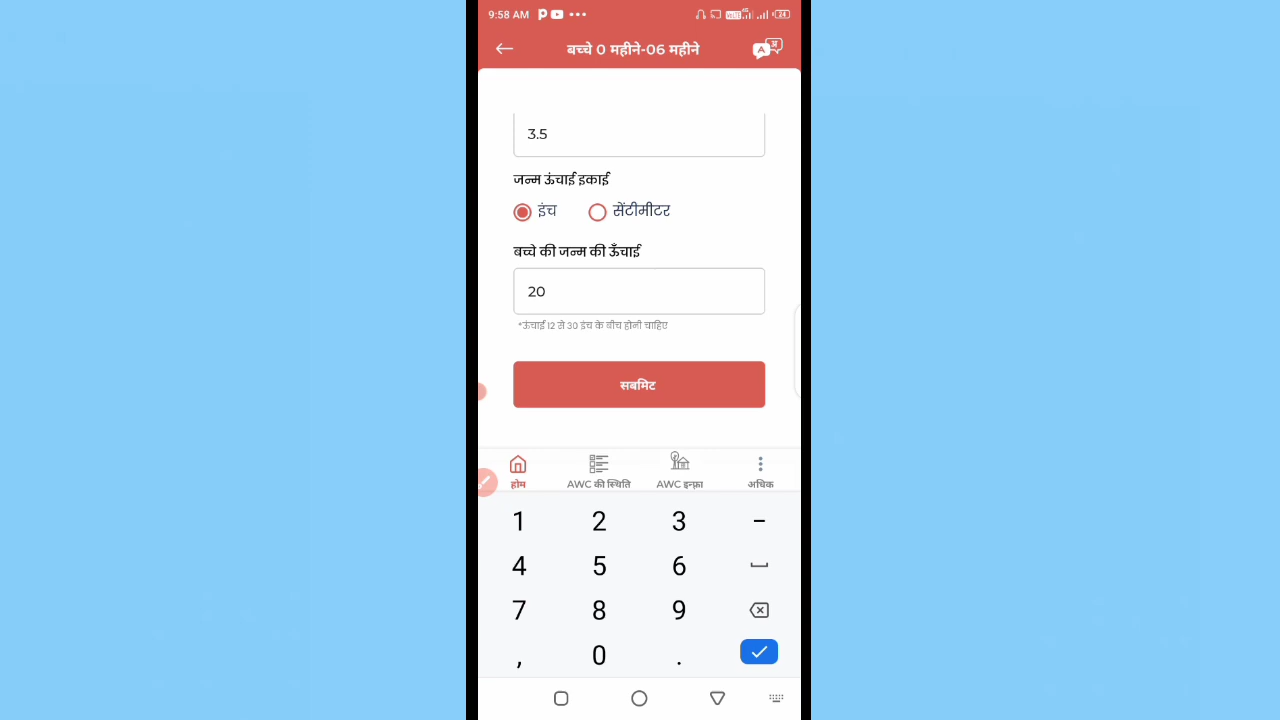 9:58 AM
बच्चे 0 महीने-06 महीने
3.5
जन्म ऊंचाई इकाई
इंच सेंटीमीटर
बच्चे की जन्म की ऊँचाई
20
*ऊंचाई 12 से 30 इंच के बीच होनी चाहिए
सबमिट
होम AWC की स्थिति AWC इन्फ्रा अधिक
1 2 3 -
4 5 6
7 8 9
, 0 .